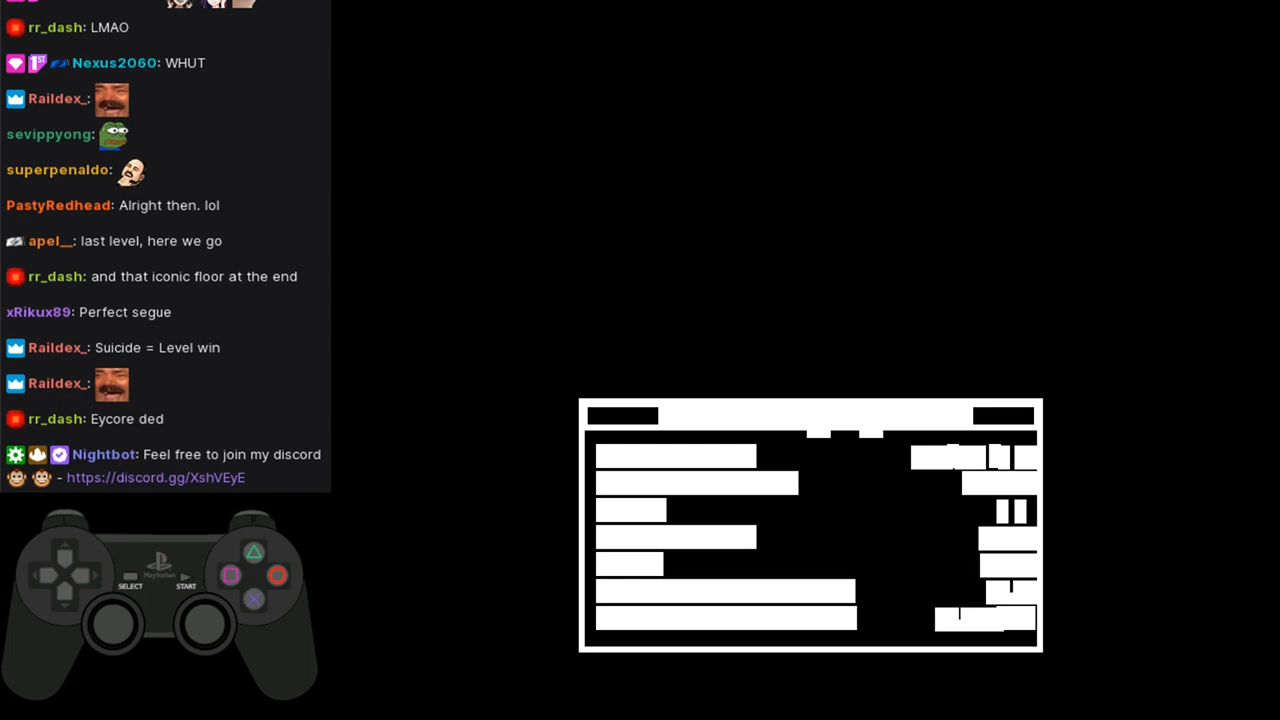 rr_dash: LMAO
1ST Nexus2060: WHUT
Raildex_:
sevippyong:
superpenaldo:
PastyRedhead: Alright then. lol
apel__: last level, here we go
rr_dash: and that iconic floor at the end
xRikux89: Perfect segue
Raildex_: Suicide = Level win
Raildex_:
rr_dash: Eycore ded
Nightbot: Feel free to join my discord
- https://discord.gg/XshVEyE
PlayStation
SELECT START